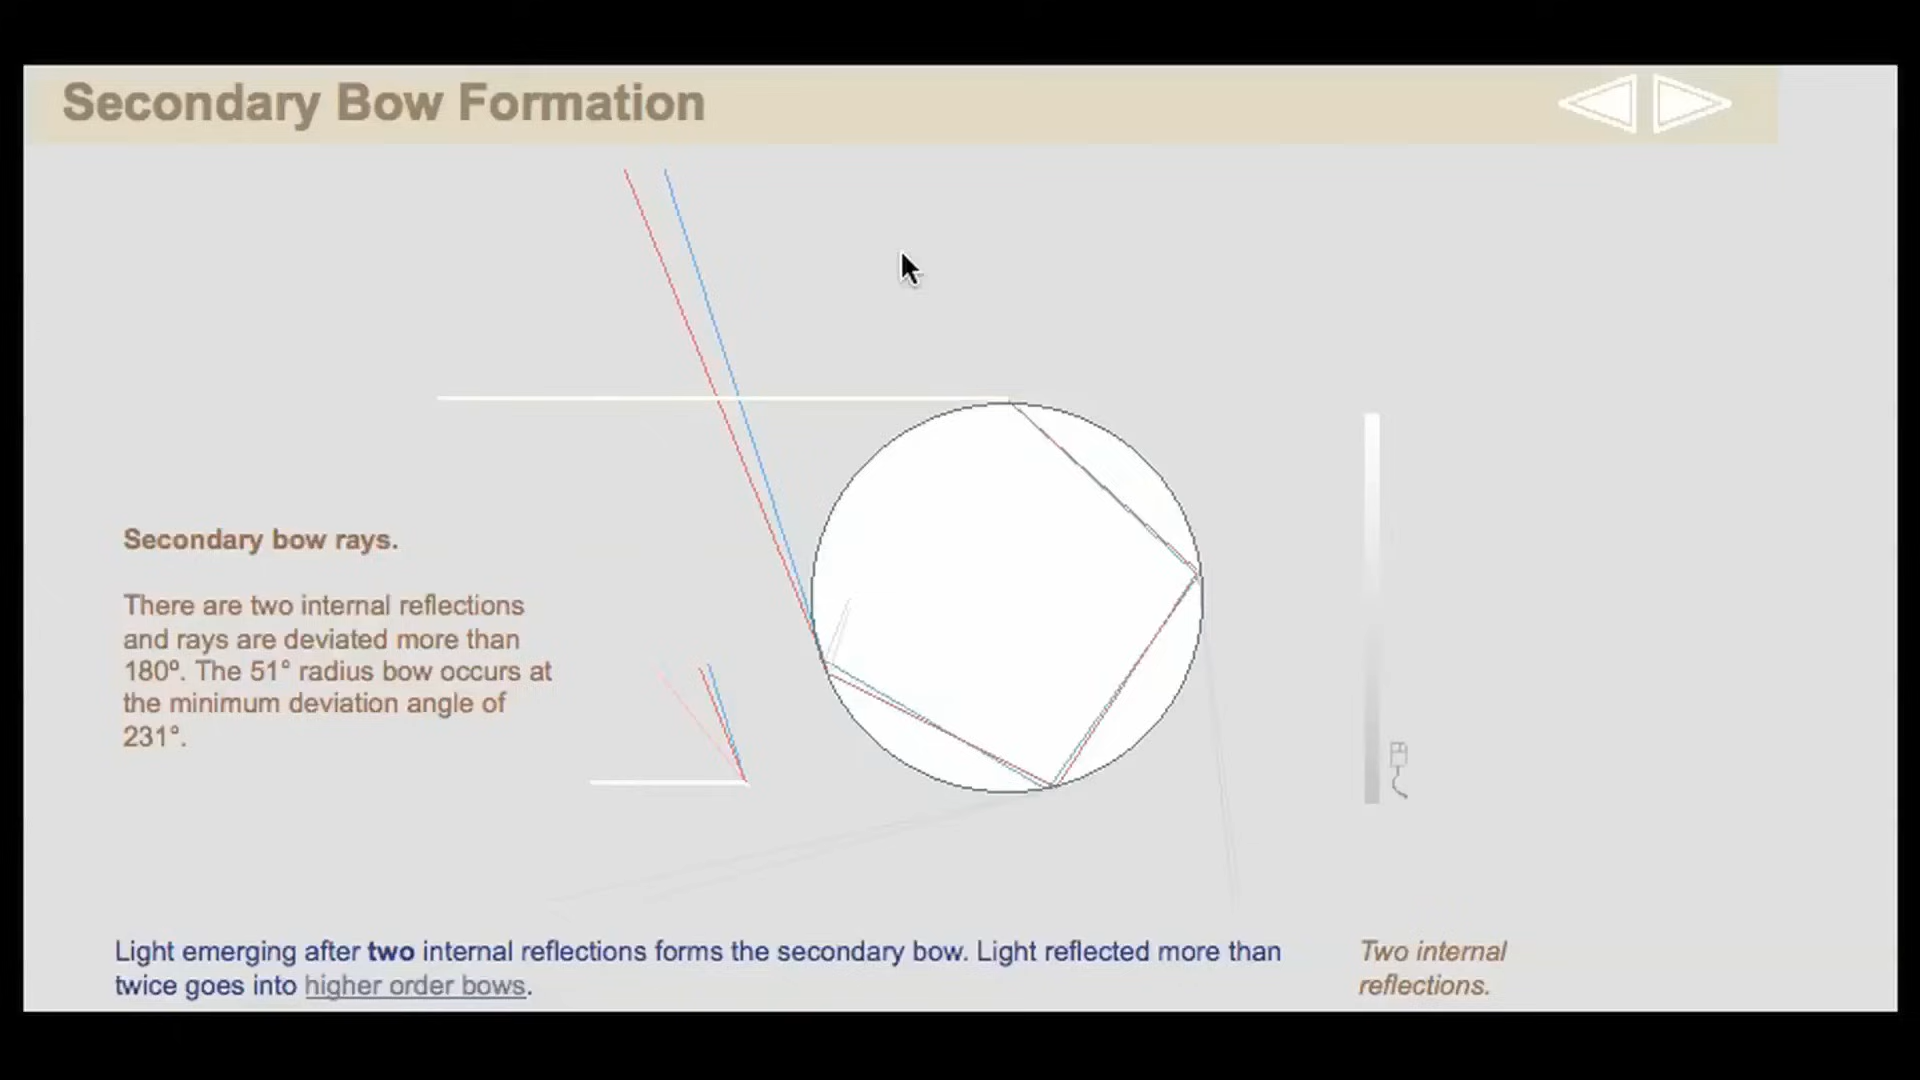 Secondary Bow Formation
Secondary bow rays.
There are two internal reflections
and rays are deviated more than
180º. The 51° radius bow occurs at
the minimum deviation angle of
231°.
Light emerging after two internal reflections forms the secondary bow. Light reflected more than
twice goes into higher order bows.
Two internal
reflections.